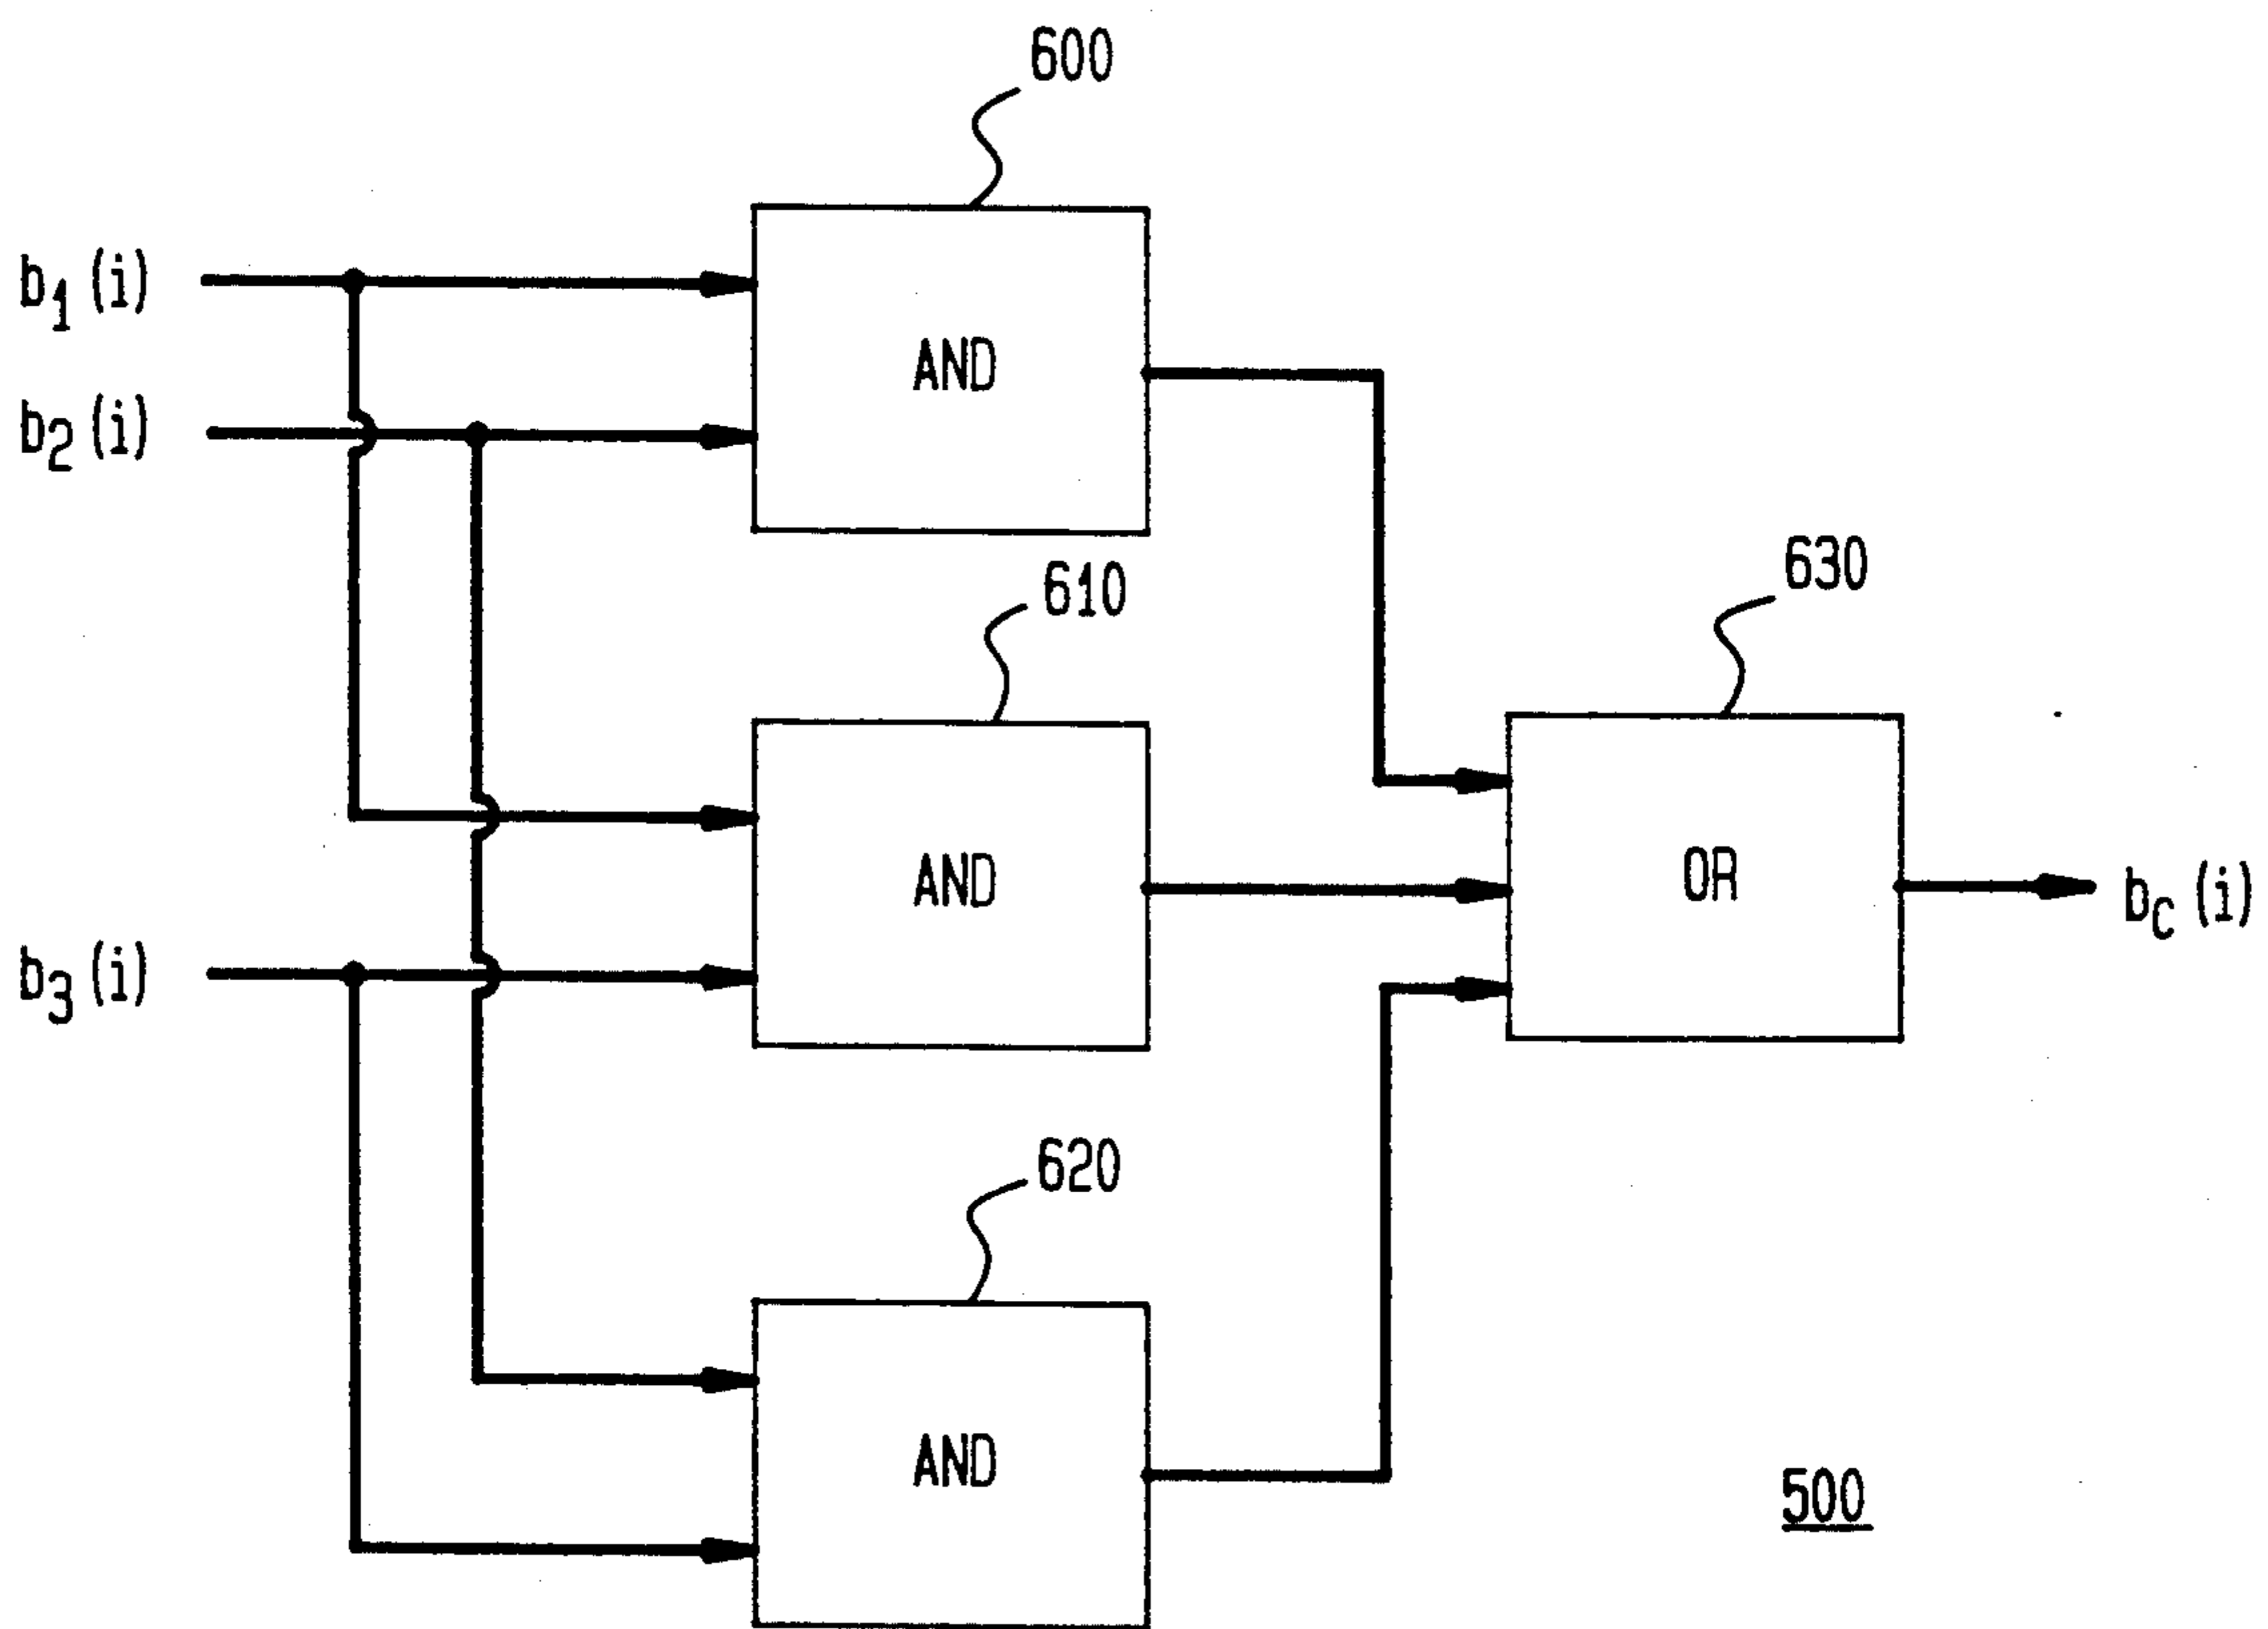 600
b1 (i)
AND
b2 (i)
610
630
AND
OR
bC (i)
b3 (i)
620
AND
500